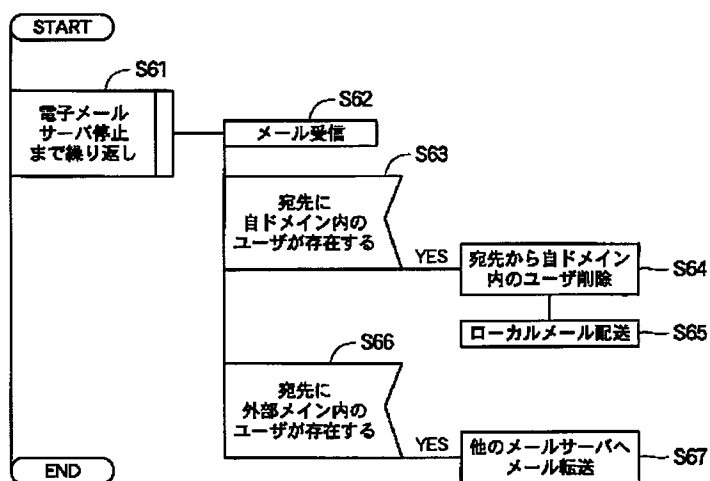 START
S61
電子メール
サーバ停止
まで繰り返し
S62
メール受信
S63
宛先に
自ドメイン内の
ユーザが存在する
YES
宛先から自ドメイン
内のユーザ削除
S64
ローカルメール配送
S65
S66
宛先に
外部メイン内の
ユーザが存在する
YES
他のメールサーバへ
メール転送
S67
END